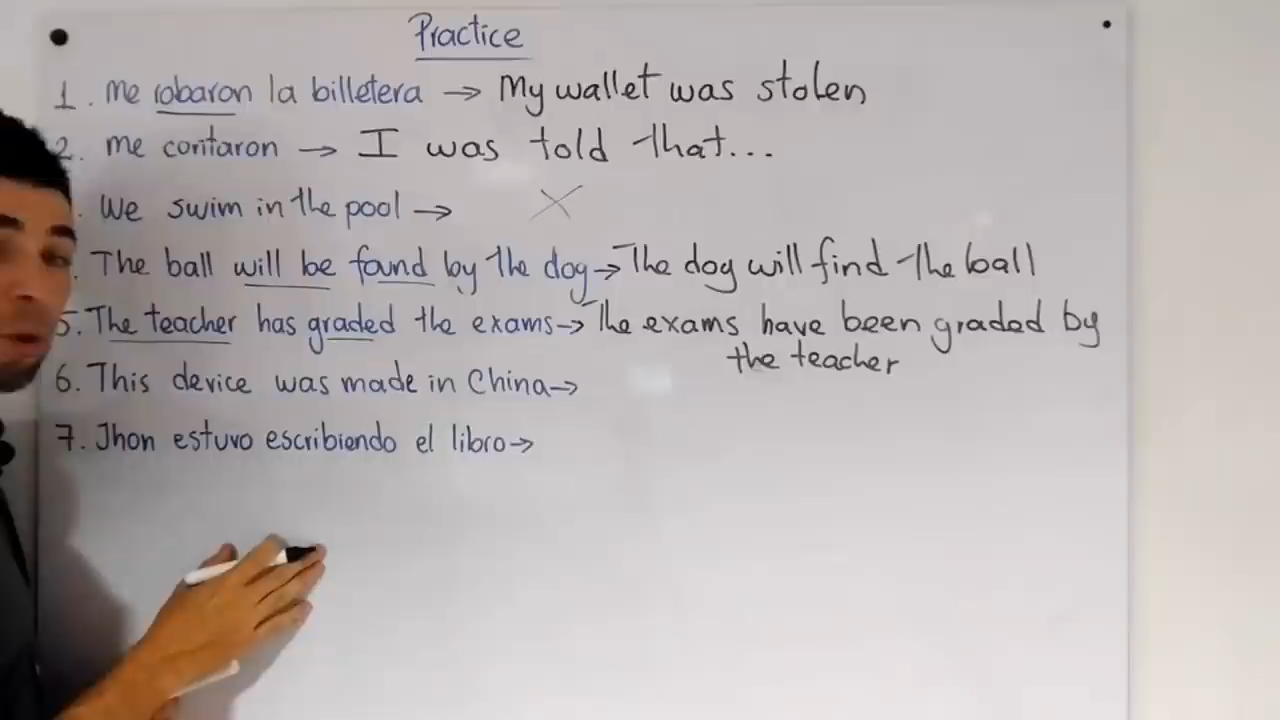 Practice
1. Me robaron la billetera → My wallet was stolen
2. me contaron → I was told that...
. We swim in the pool → X
. The ball will be found by the dog → The dog will find the ball
5. The teacher has graded the exams → The exams have been graded by
the teacher
6. This device was made in China →
7. Jhon estuvo escribiendo el libro →